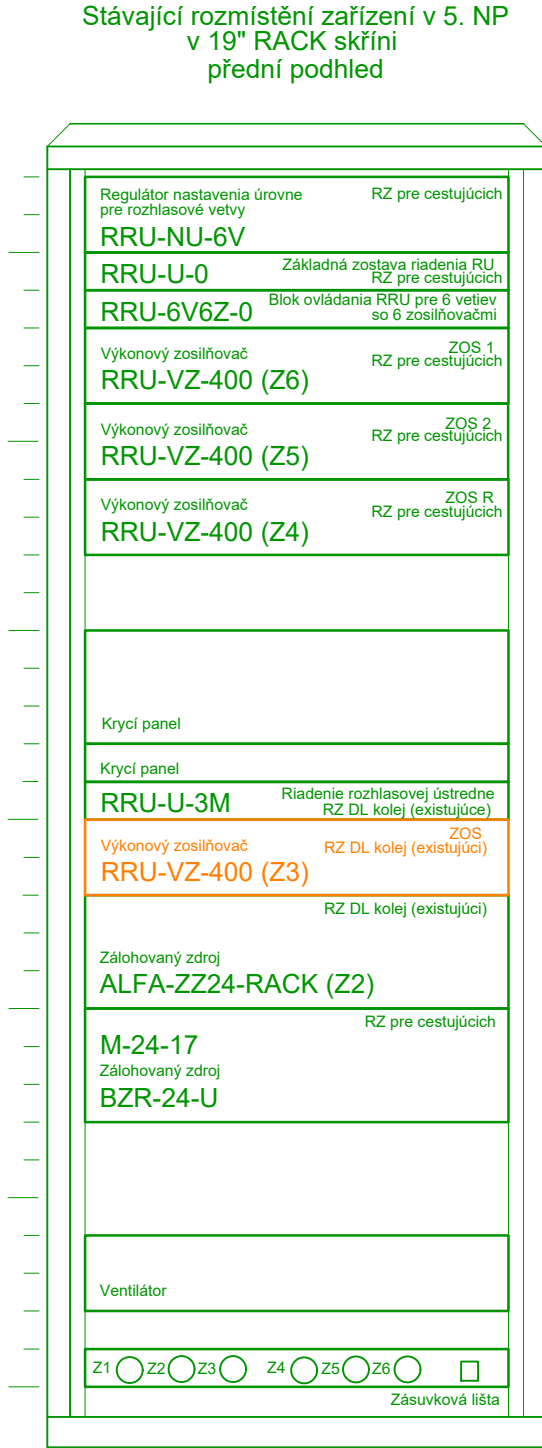 Stávající rozmístění zařízení v 5. NP
v 19" RACK skříni
přední podhled
Regulátor nastavenia úrovne
pre rozhlasové vetvy
RZ pre cestujúcich
RRU-NU-6V
RRU-U-0
Základná zostava riadenia RU
RZ pre cestujúcich
RRU-6V6Z-0
Blok ovládania RRU pre 6 vetiev
so 6 zosilňovačmi
Výkonový zosilňovač
ZOS 1
RZ pre cestujúcich
RRU-VZ-400 (Z6)
Výkonový zosilňovač
ZOS 2
RZ pre cestujúcich
RRU-VZ-400 (Z5)
Výkonový zosilňovač
ZOS R
RZ pre cestujúcich
RRU-VZ-400 (Z4)
Krycí panel
Krycí panel
RRU-U-3M
Riadenie rozhlasovej ústredne
RZ DL kolej (existujúce)
Výkonový zosilňovač
ZOS
RZ DL kolej (existujúci)
RRU-VZ-400 (Z3)
RZ DL kolej (existujúci)
Zálohovaný zdroj
ALFA-ZZ24-RACK (Z2)
RZ pre cestujúcich
M-24-17
Zálohovaný zdroj
BZR-24-U
Ventilátor
Z1 Z2 Z3 Z4 Z5 Z6
Zásuvková lišta